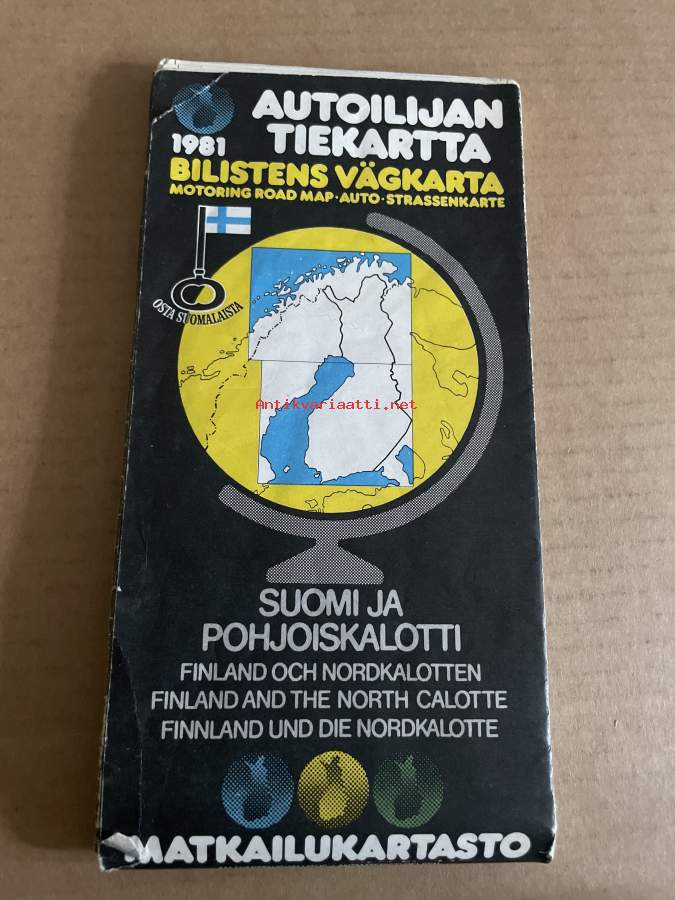 AUTOILIJAN
TIEKARTTA
1981
BILISTENS VÄGKARTA
MOTORING ROAD MAP·AUTO·STRASSENKARTE
OSTA SUOMALAISTA
Antikvariaatti.net
SUOMI JA
POHJOISKALOTTI
FINLAND OCH NORDKALOTTEN
FINLAND AND THE NORTH CALOTTE
FINNLAND UND DIE NORDKALOTTE
MATKAILUKARTASTO